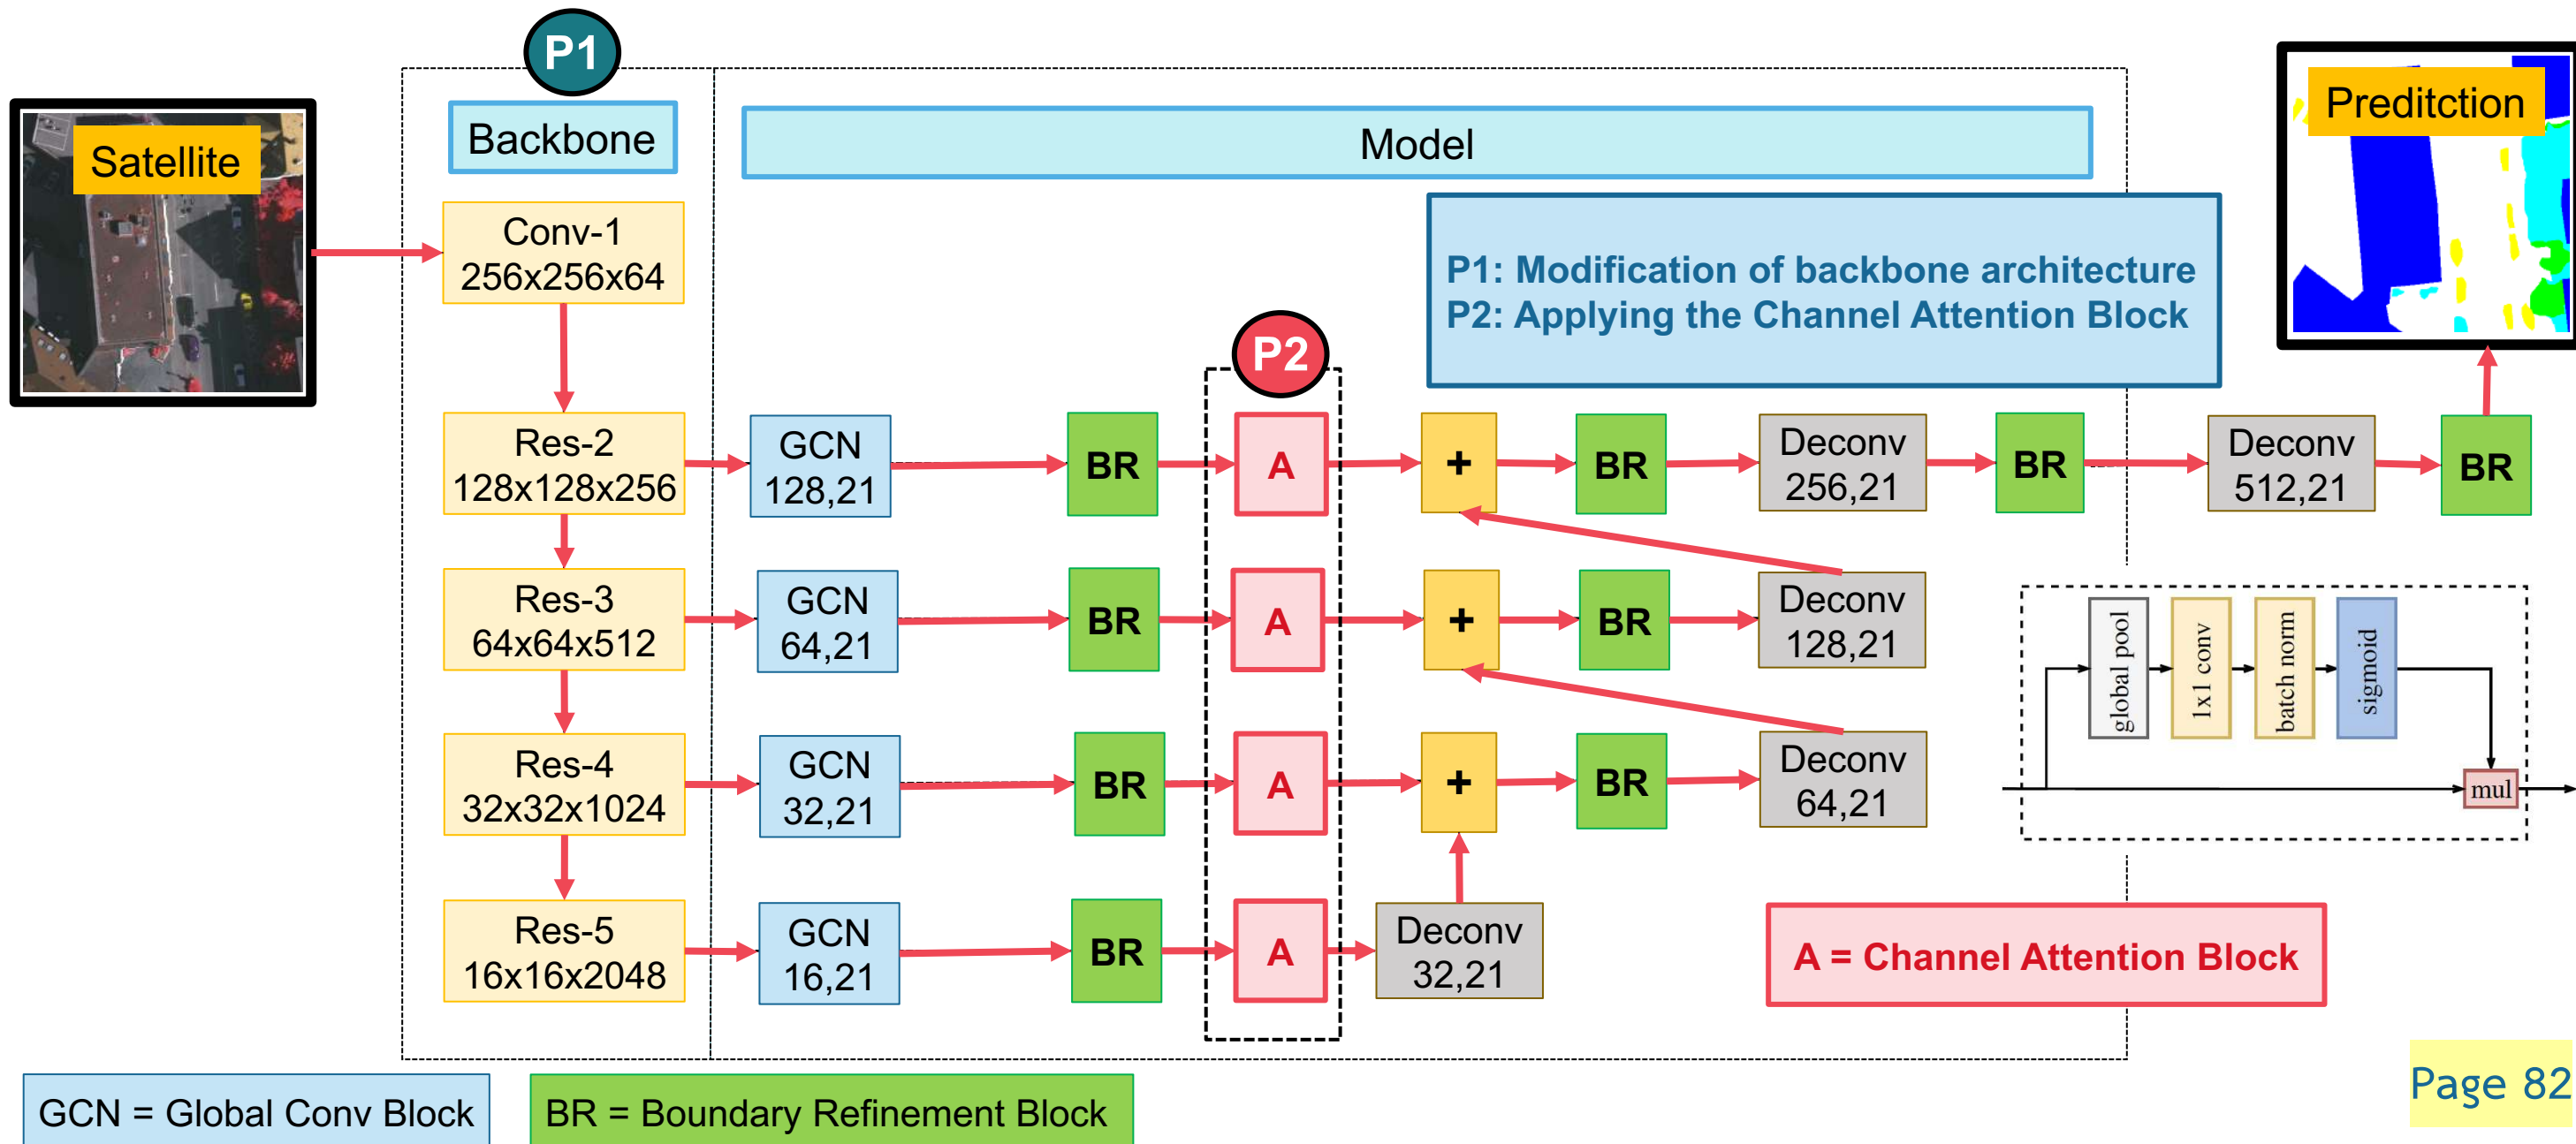 P1
Satellite
Backbone
Model
Preditction
Conv-1
256x256x64
P1: Modification of backbone architecture
P2: Applying the Channel Attention Block
P2
Res-2
128x128x256
GCN
128,21
BR
A
+
BR
Deconv
256,21
BR
Deconv
512,21
BR
Res-3
64x64x512
GCN
64,21
BR
A
+
BR
Deconv
128,21
global pool
1x1 conv
batch norm
sigmoid
mul
Res-4
32x32x1024
GCN
32,21
BR
A
+
BR
Deconv
64,21
Res-5
16x16x2048
GCN
16,21
BR
A
Deconv
32,21
A = Channel Attention Block
GCN = Global Conv Block
BR = Boundary Refinement Block
Page 82